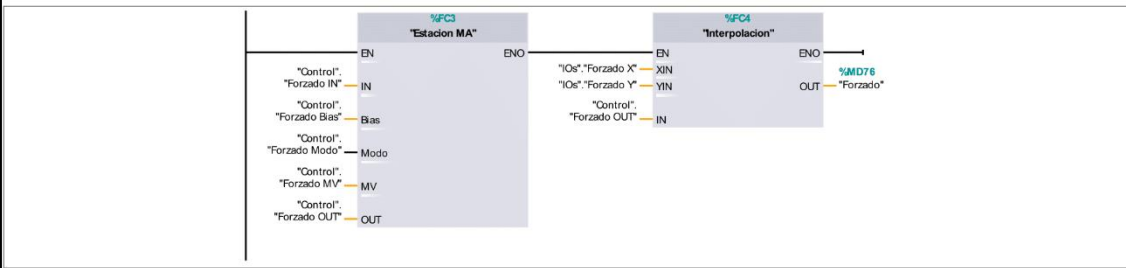 %FC3
"Estacion MA"
EN
ENO
"Control".
"Forzado IN"
IN
"Control".
"Forzado Bias"
Bias
"Control".
"Forzado Modo"
Modo
"Control".
"Forzado MV"
MV
"Control".
"Forzado OUT"
OUT
%FC4
"Interpolacion"
EN
ENO
"IOs"."Forzado X"
XIN
"IOs"."Forzado Y"
YIN
"Control".
"Forzado OUT"
IN
%MD76
OUT
"Forzado"